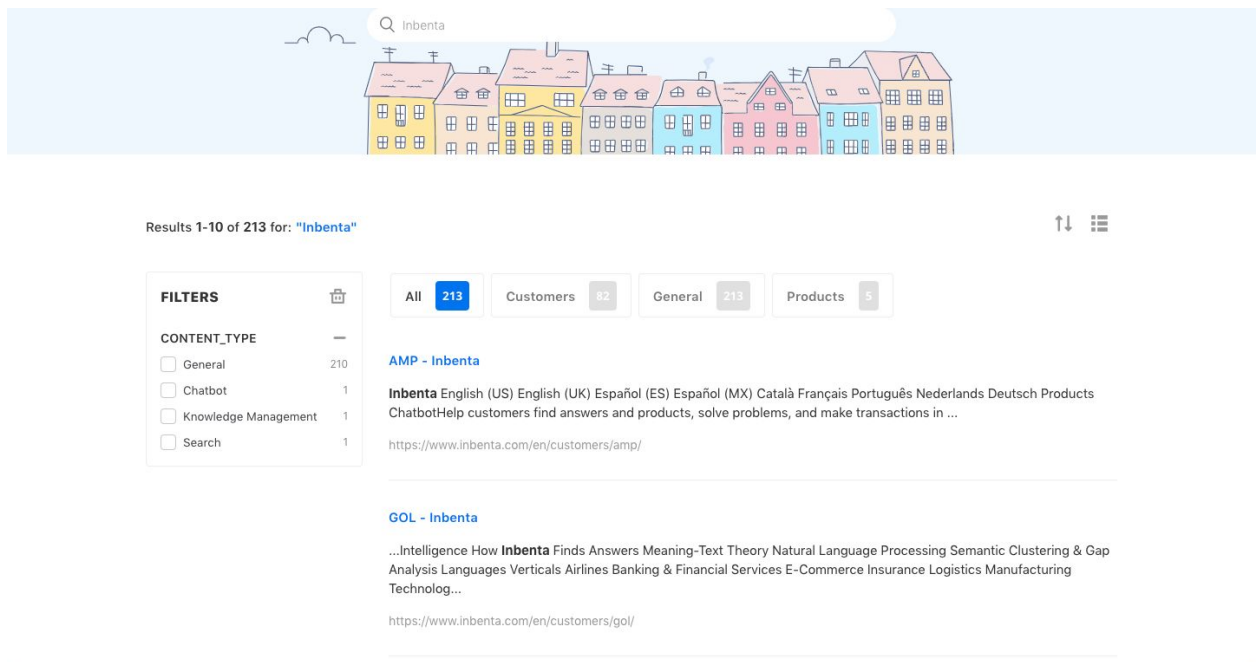 Inbenta
Results 1-10 of 213 for: "Inbenta"
FILTERS
CONTENT_TYPE
General 210
Chatbot 1
Knowledge Management 1
Search 1
All 213 Customers 82 General 213 Products 5
AMP - Inbenta
Inbenta English (US) English (UK) Español (ES) Español (MX) Català Français Português Nederlands Deutsch Products
ChatbotHelp customers find answers and products, solve problems, and make transactions in ...
https://www.inbenta.com/en/customers/amp/
GOL - Inbenta
...Intelligence How Inbenta Finds Answers Meaning-Text Theory Natural Language Processing Semantic Clustering & Gap
Analysis Languages Verticals Airlines Banking & Financial Services E-Commerce Insurance Logistics Manufacturing
Technolog...
https://www.inbenta.com/en/customers/gol/